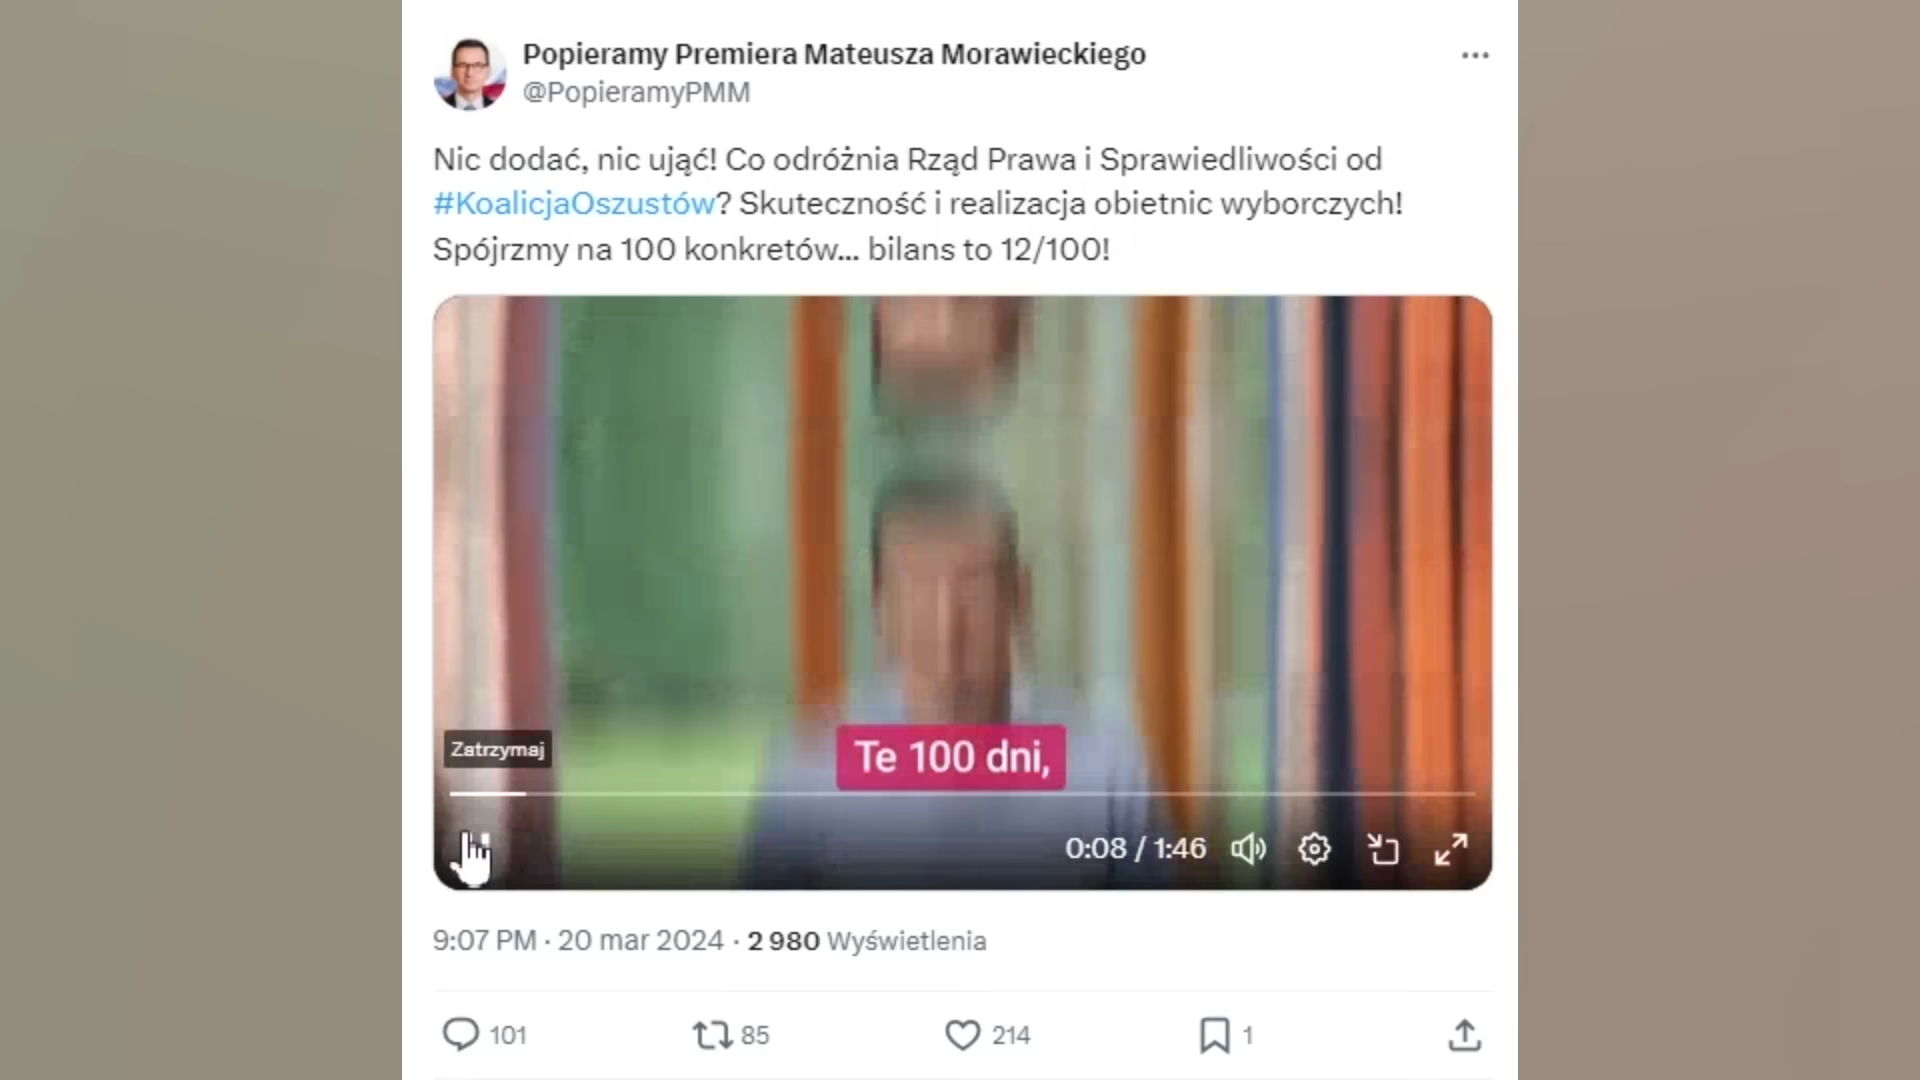 Popieramy Premiera Mateusza Morawieckiego
@PopieramyPMM
Nic dodać, nic ująć! Co odróżnia Rząd Prawa i Sprawiedliwości od
#KoalicjaOszustów? Skuteczność i realizacja obietnic wyborczych!
Spójrzmy na 100 konkretów... bilans to 12/100!
Zatrzymaj
Te 100 dni,
0:08 / 1:46
9:07 PM · 20 mar 2024 · 2 980 Wyświetlenia
101 85 214 1